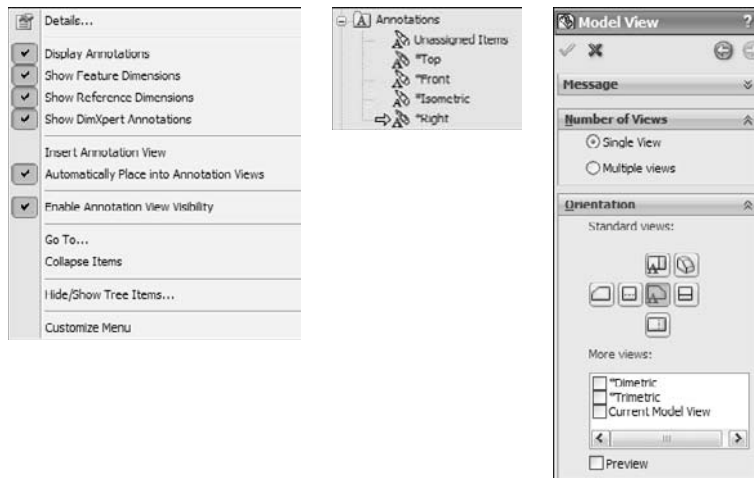 Details...
Display Annotations
Show Feature Dimensions
Show Reference Dimensions
Show DimXpert Annotations
Insert Annotation View
Automatically Place into Annotation Views
Enable Annotation View Visibility
Go To...
Collapse Items
Hide/Show Tree Items...
Customize Menu
A Annotations
Unassigned Items
*Top
*Front
*Isometric
*Right
Model View ?
Message
Number of Views
Single View
Multiple views
Orientation
Standard views:
More views:
*Dimetric
*Trimetric
Current Model View
Preview